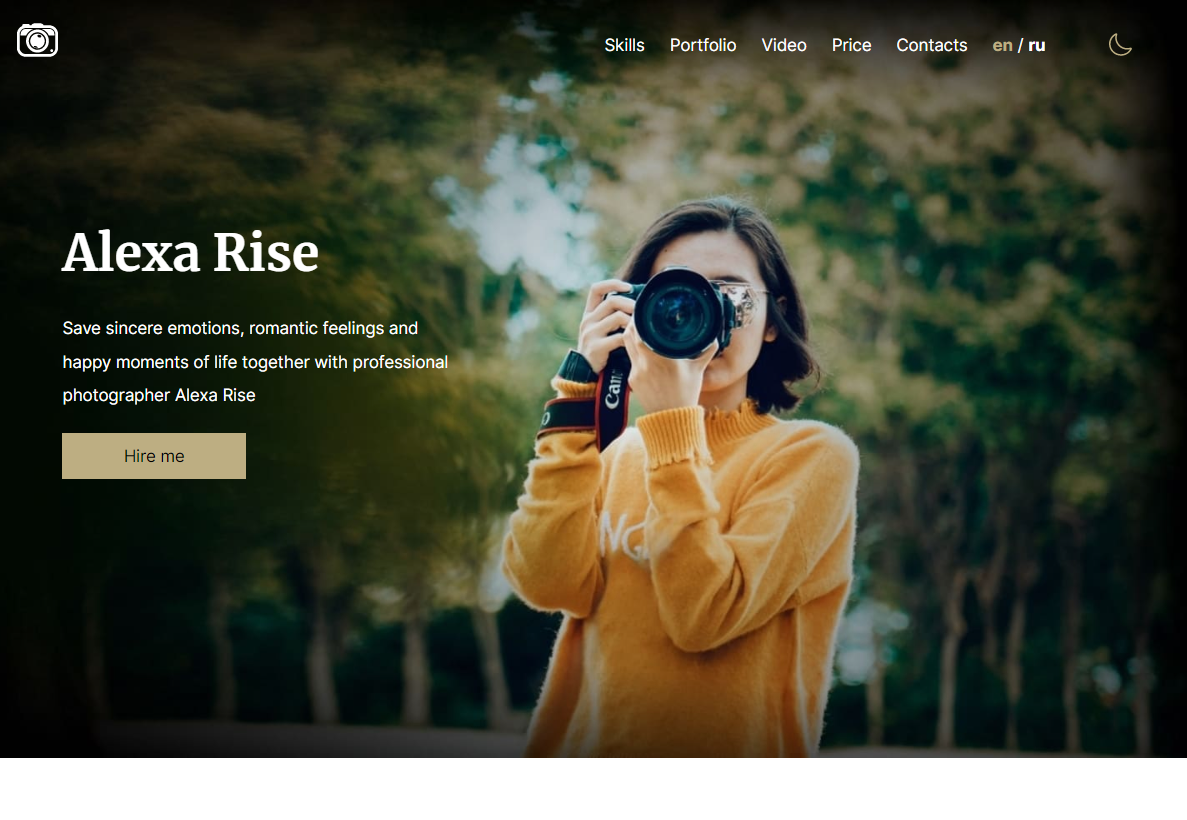 Skills Portfolio Video Price Contacts en / ru
Alexa Rise
Save sincere emotions, romantic feelings and
happy moments of life together with professional
photographer Alexa Rise
Hire me